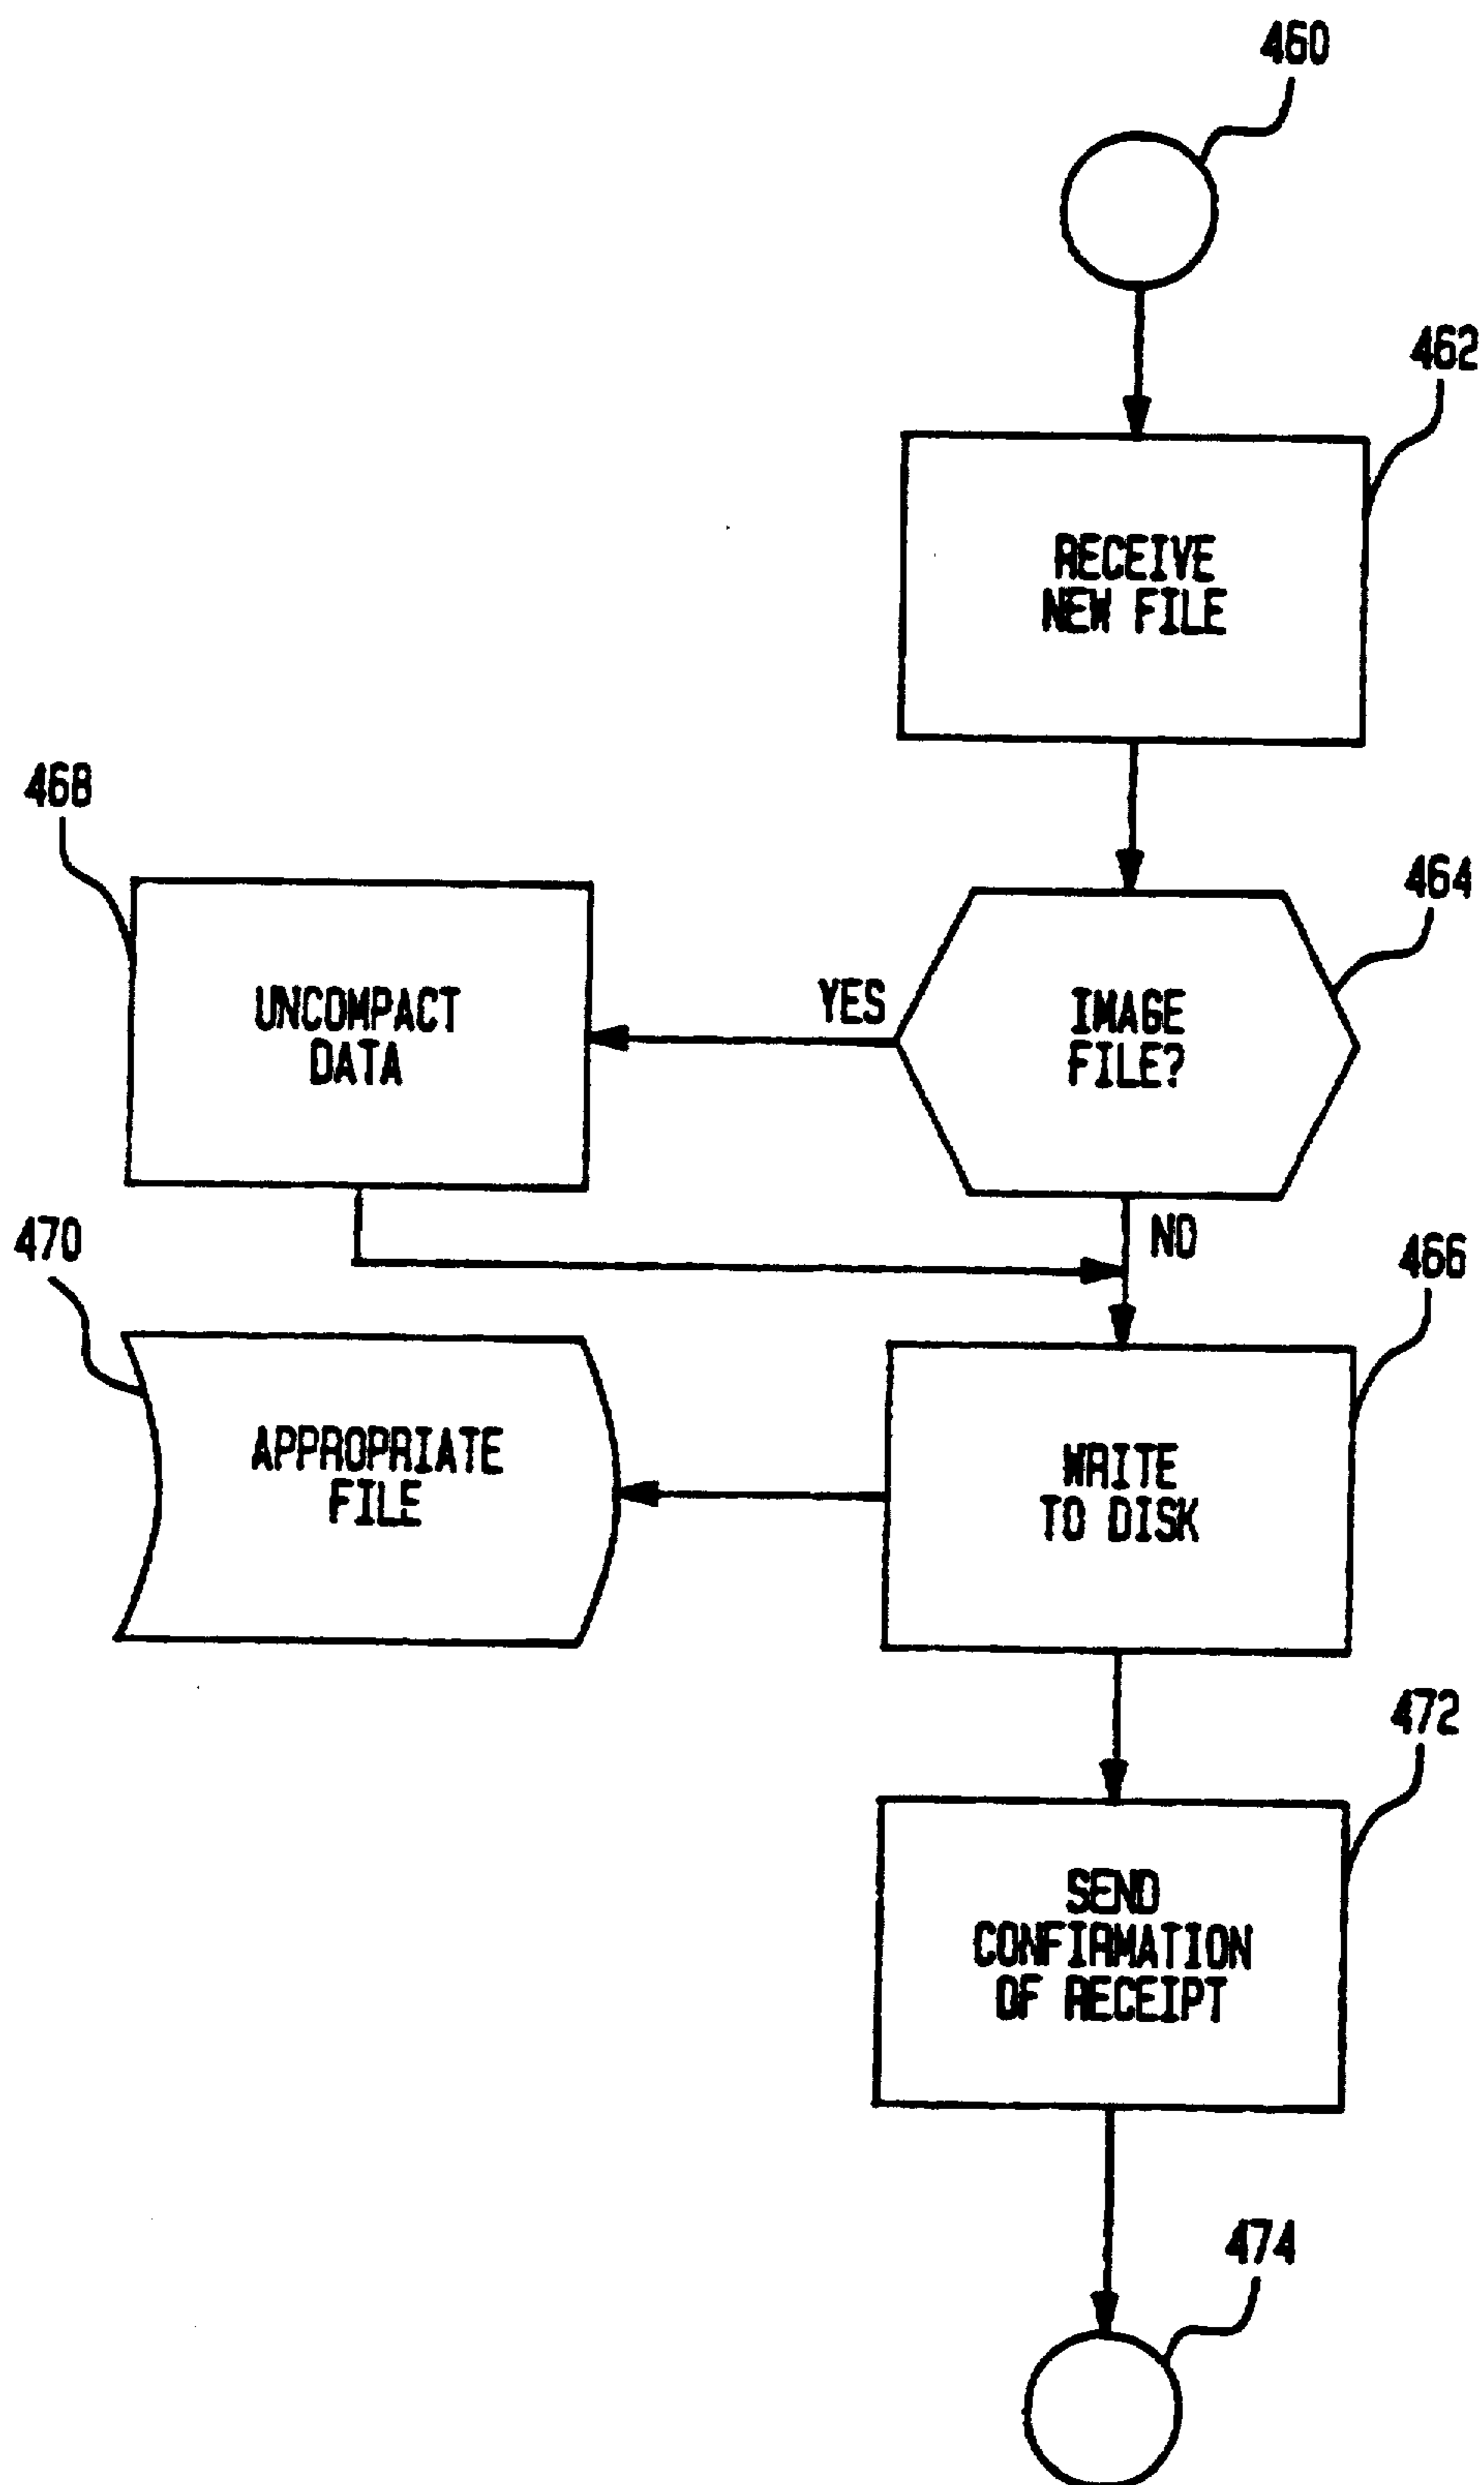 460
462
RECEIVE
NEW FILE
468
464
UNCOMPACT
DATA
YES
IMAGE
FILE?
NO
470
466
APPROPRIATE
FILE
WRITE
TO DISK
472
SEND
CONFIRMATION
OF RECEIPT
474